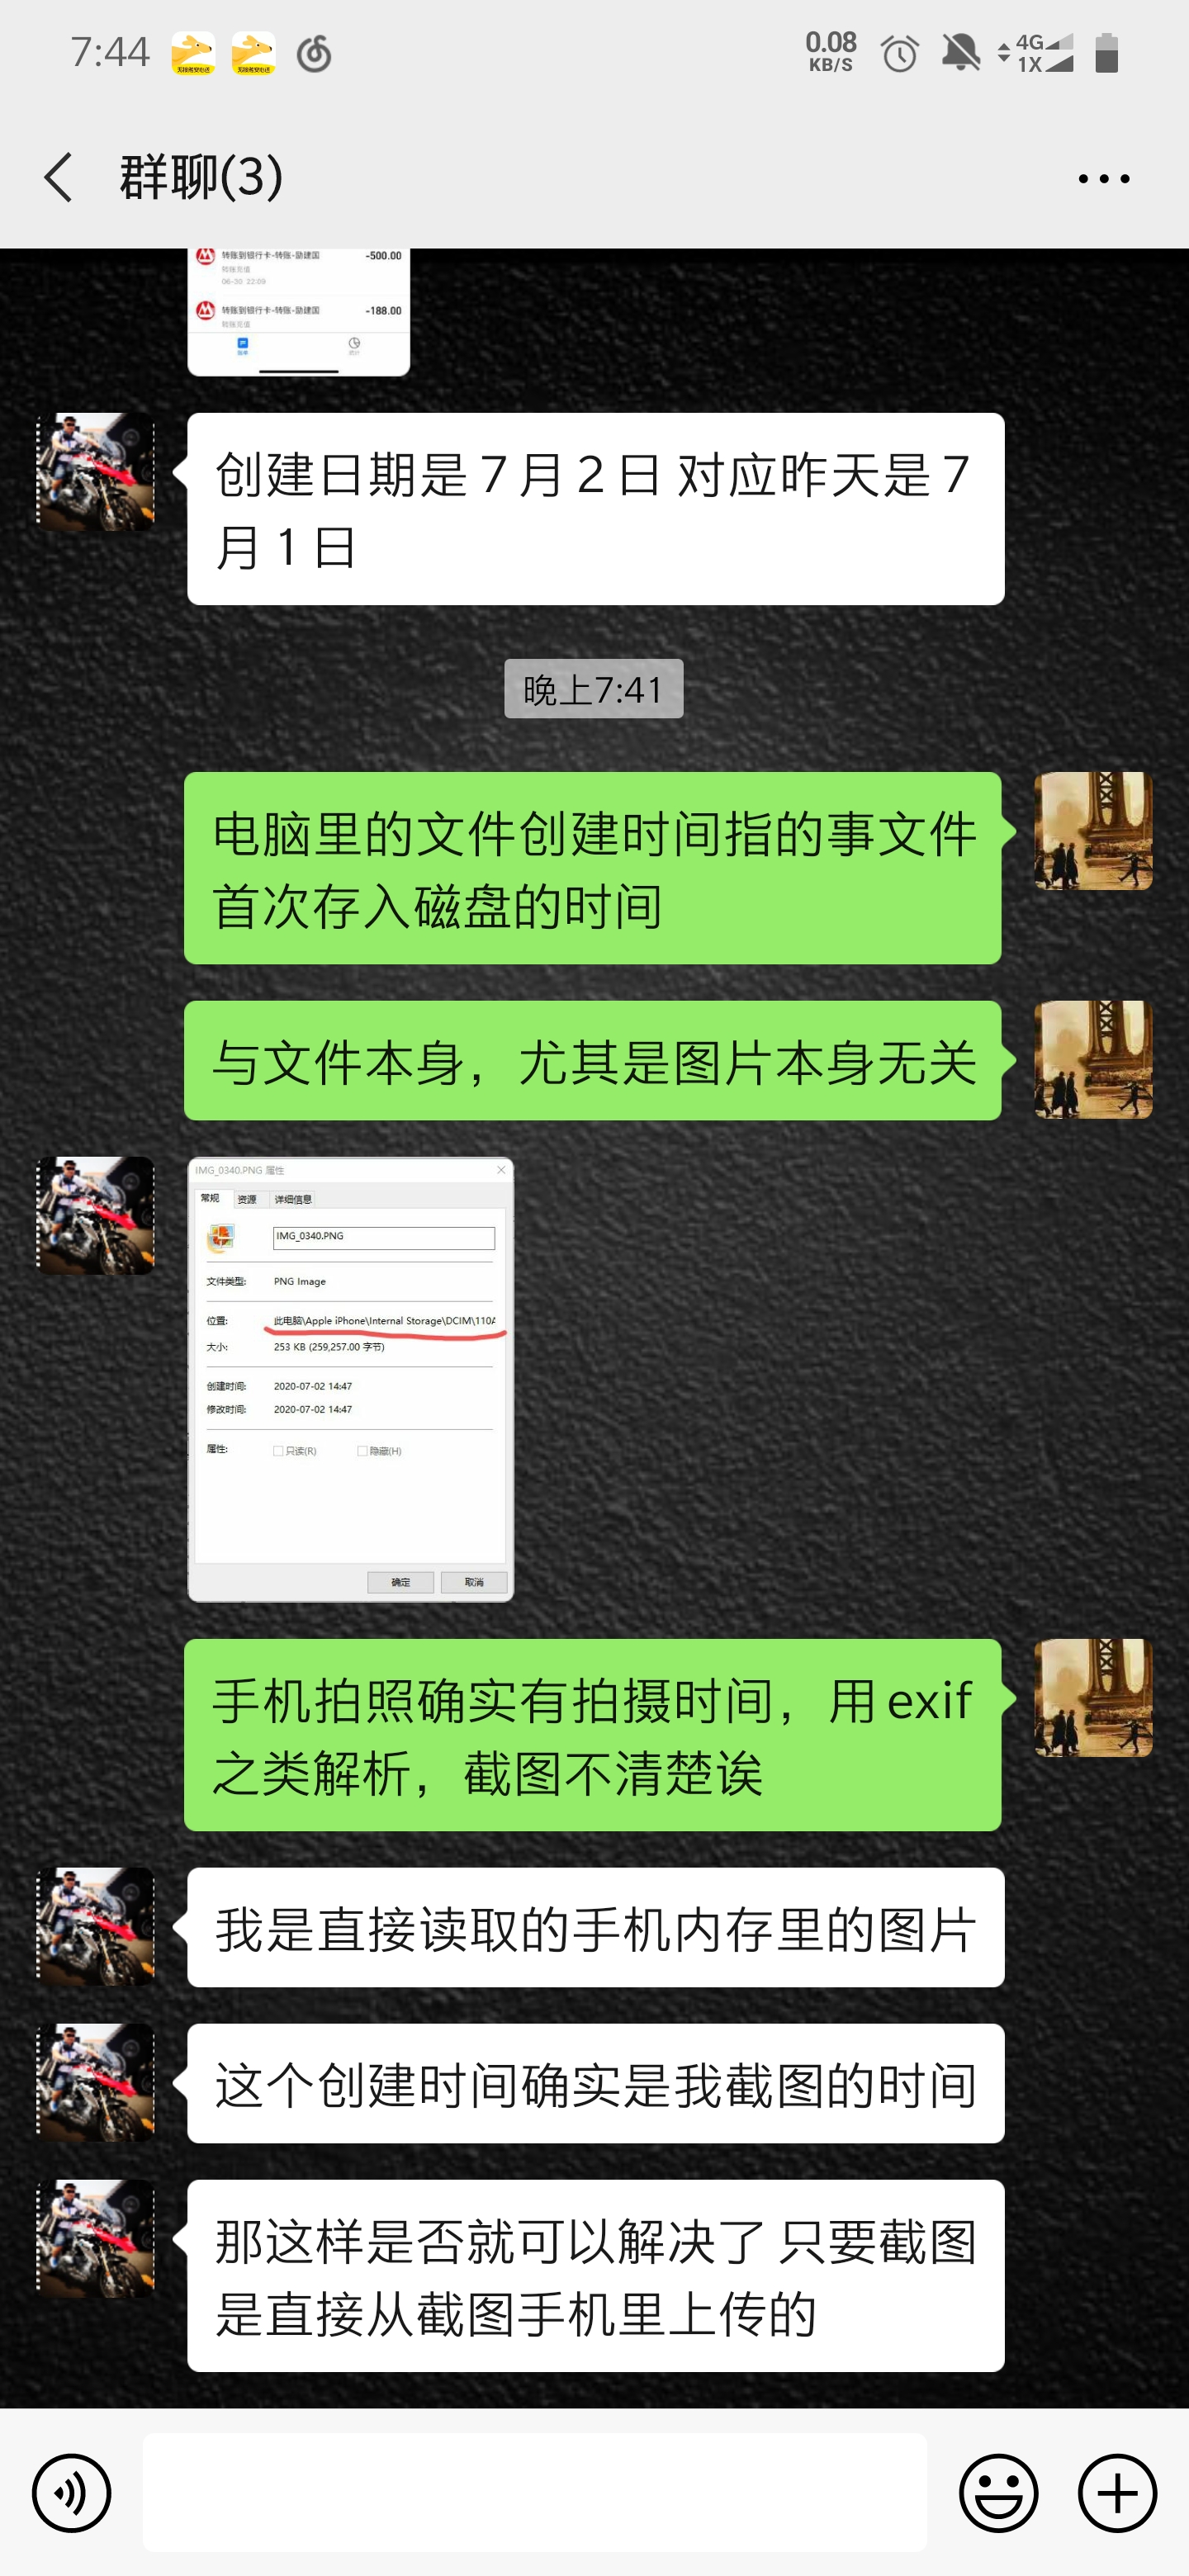 7:44
0.08
KB/S
4G
1X
群聊(3)
转账到银行卡-转账-励建国 -500.00
转账充值
06-30 22:09
转账到银行卡-转账-励建国 -188.00
转账充值
账单
统计
创建日期是7月2日 对应昨天是7
月1日
晚上7:41
电脑里的文件创建时间指的事文件
首次存入磁盘的时间
与文件本身，尤其是图片本身无关
IMG_0340.PNG 属性
常规 资源 详细信息
IMG_0340.PNG
文件类型: PNG Image
位置: 此电脑\Apple iPhone\Internal Storage\DCIM\110A
大小: 253 KB (259,257.00 字节)
创建时间: 2020-07-02 14:47
修改时间: 2020-07-02 14:47
属性: 只读(R) 隐藏(H)
确定 取消
手机拍照确实有拍摄时间，用exif
之类解析，截图不清楚诶
我是直接读取的手机内存里的图片
这个创建时间确实是我截图的时间
那这样是否就可以解决了 只要截图
是直接从截图手机里上传的